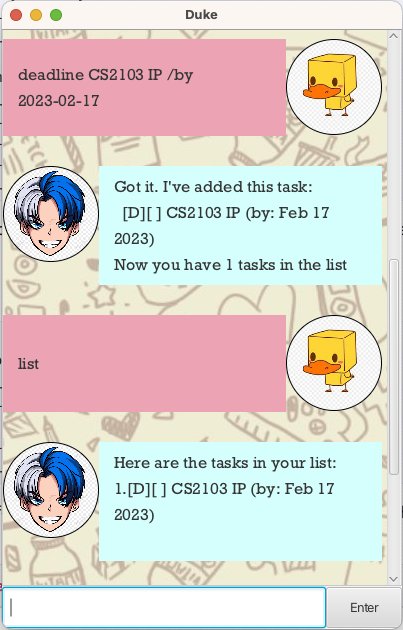 Duke
deadline CS2103 IP /by
2023-02-17
Got it. I've added this task:
[D][ ] CS2103 IP (by: Feb 17
2023)
Now you have 1 tasks in the list
list
Here are the tasks in your list:
1.[D][ ] CS2103 IP (by: Feb 17
2023)
Enter